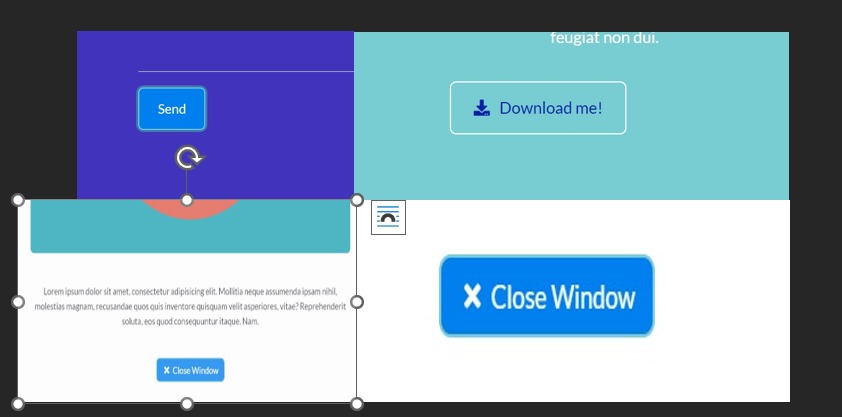 feugiat non dui.
Send
Download me!
Lorem ipsum dolor sit amet, consectetur adipisicing elit. Mollitia neque assumenda ipsam nihil,
molestias magnam, recusandae quos quis inventore quisquam velit asperiores, vitae? Reprehenderit
soluta, eos quod consequuntur itaque. Nam.
Close Window
Close Window